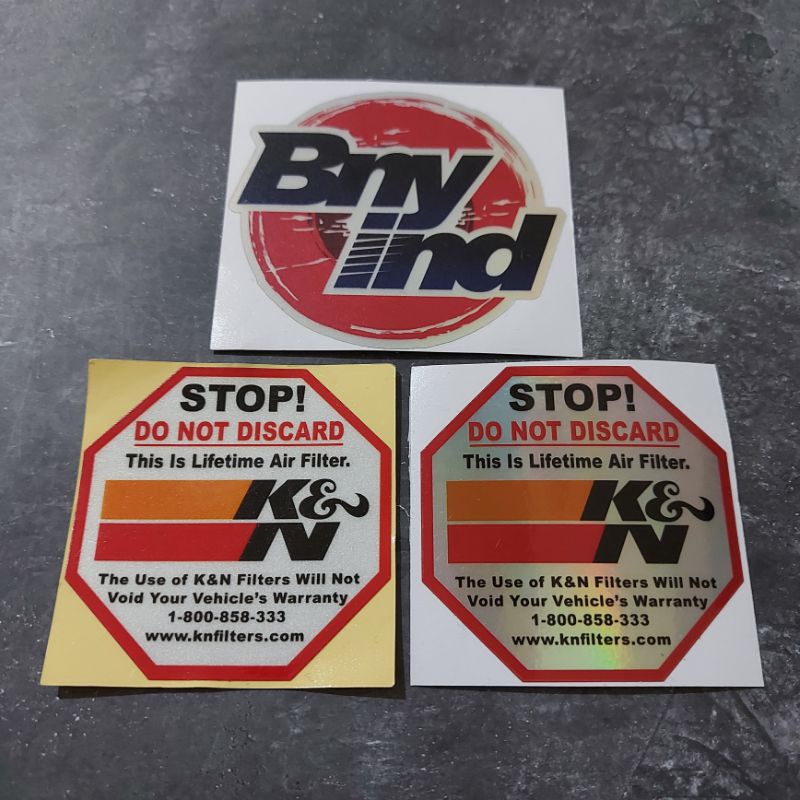 Bny
ind
STOP!
DO NOT DISCARD
This Is Lifetime Air Filter.
K&
N
The Use of K&N Filters Will Not
Void Your Vehicle's Warranty
1-800-858-333
www.knfilters.com
STOP!
DO NOT DISCARD
This Is Lifetime Air Filter.
K&
N
The Use of K&N Filters Will Not
Void Your Vehicle's Warranty
1-800-858-333
www.knfilters.com